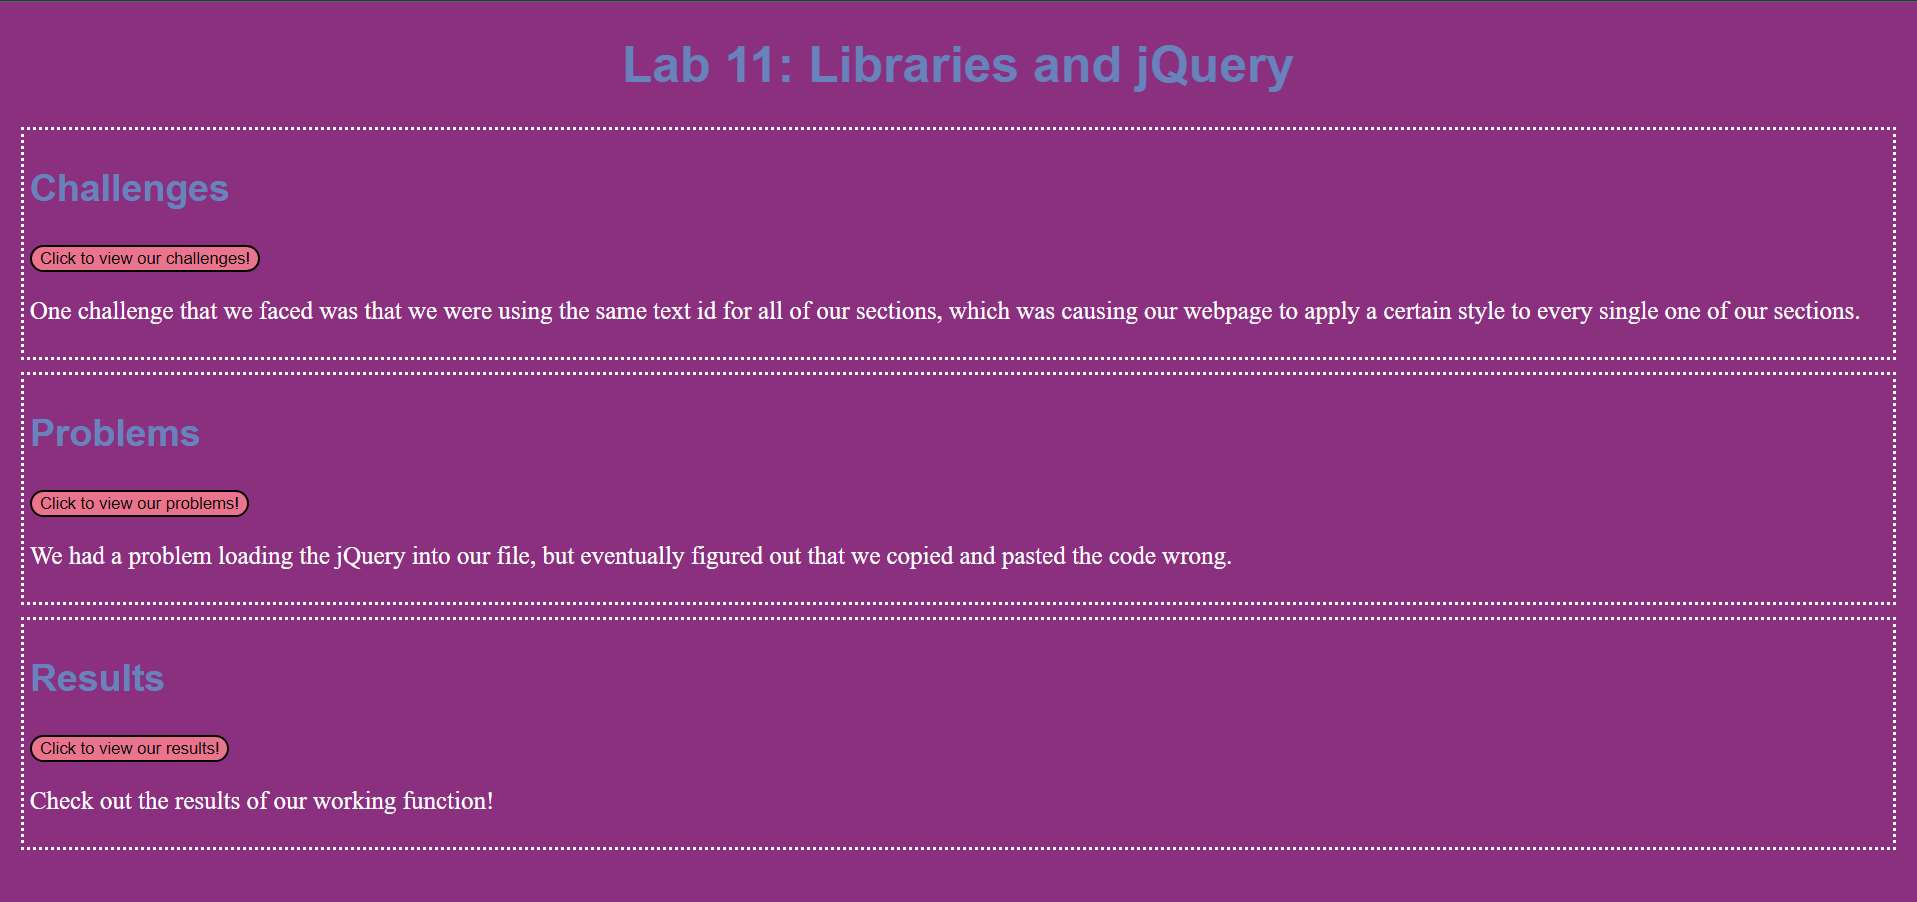 Lab 11: Libraries and jQuery
Challenges
Click to view our challenges!
One challenge that we faced was that we were using the same text id for all of our sections, which was causing our webpage to apply a certain style to every single one of our sections.
Problems
Click to view our problems!
We had a problem loading the jQuery into our file, but eventually figured out that we copied and pasted the code wrong.
Results
Click to view our results!
Check out the results of our working function!